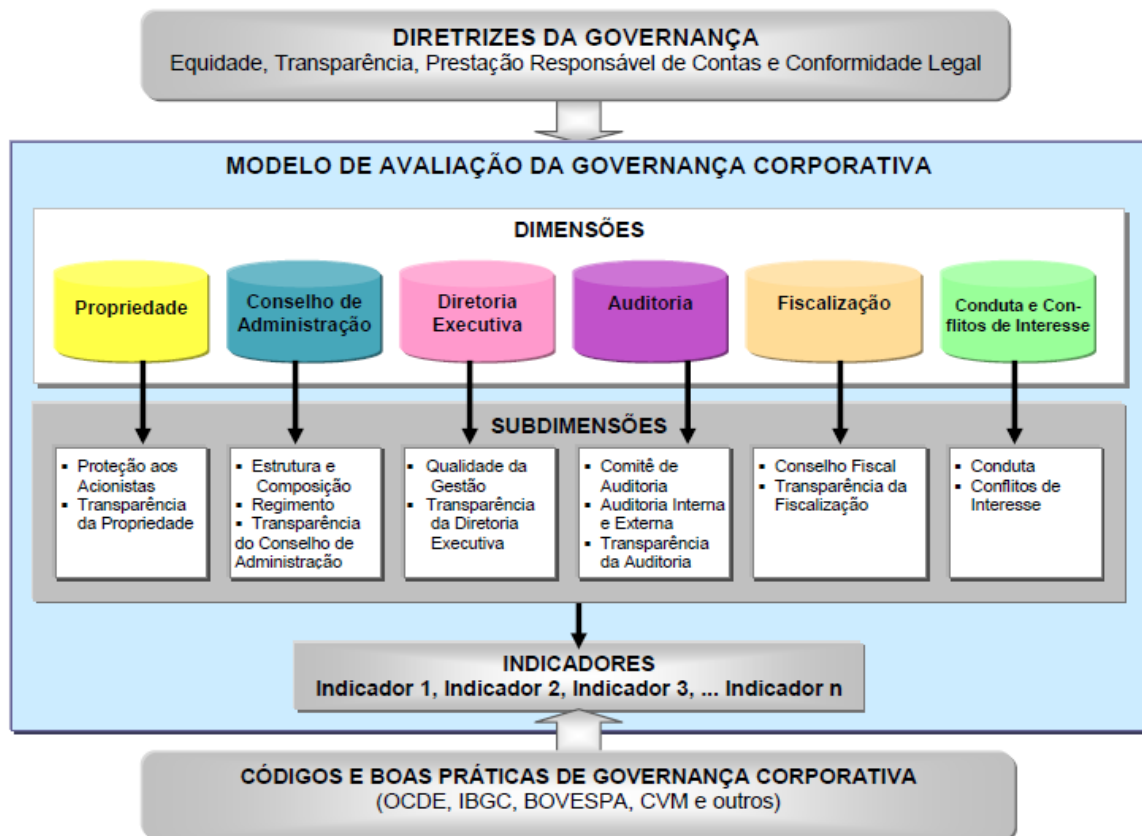 DIRETRIZES DA GOVERNANÇA
Equidade, Transparência, Prestação Responsável de Contas e Conformidade Legal
MODELO DE AVALIAÇÃO DA GOVERNANÇA CORPORATIVA
DIMENSÕES
Propriedade
Conselho de
Administração
Diretoria
Executiva
Auditoria
Fiscalização
Conduta e Con-
flitos de Interesse
SUBDIMENSÕES
▪ Proteção aos
Acionistas
▪ Transparência
da Propriedade
▪ Estrutura e
Composição
▪ Regimento
▪ Transparência
do Conselho de
Administração
▪ Qualidade da
Gestão
▪ Transparência
da Diretoria
Executiva
▪ Comitê de
Auditoria
▪ Auditoria Interna
e Externa
▪ Transparência
da Auditoria
▪ Conselho Fiscal
▪ Transparência da
Fiscalização
▪ Conduta
▪ Conflitos de
Interesse
INDICADORES
Indicador 1, Indicador 2, Indicador 3, ... Indicador n
CÓDIGOS E BOAS PRÁTICAS DE GOVERNANÇA CORPORATIVA
(OCDE, IBGC, BOVESPA, CVM e outros)